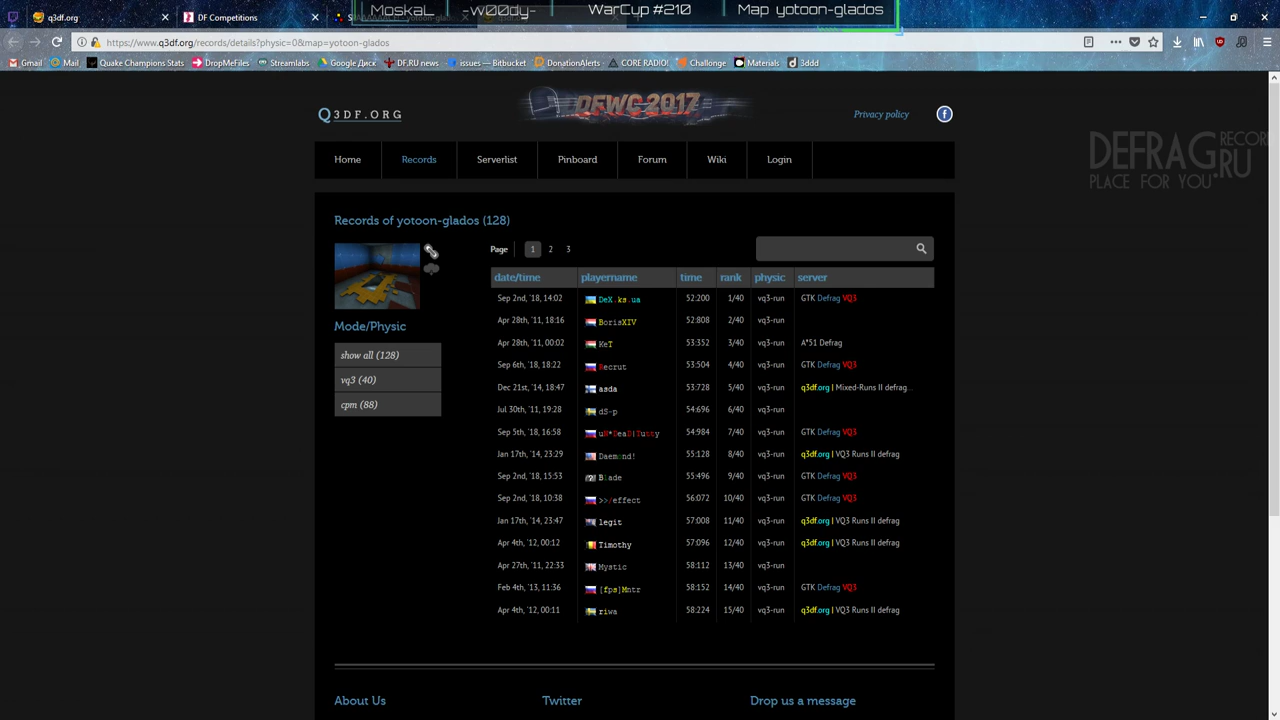 MoskaL -w00dy- WarCup #210 Map yotoon-glados
q3df.org DF Competitions
https://www.q3df.org/records/details?physic=0&map=yotoon-glados
Gmail Mail Quake Champions Stats DropMeFiles Streamlabs Google Диск DF.RU news issues — Bitbucket DonationAlerts CORE RADIO! Challonge Materials 3ddd
Q3DF.ORG DFWC 2017 Privacy policy
DEFRAG RECOR
.RU
PLACE FOR YOU
Home Records Serverlist Pinboard Forum Wiki Login
Records of yotoon-glados (128)
Page 1 2 3
date/time playername time rank physic server
Sep 2nd, '18, 14:02 DeX.ks.ua 52:200 1/40 vq3-run GTK Defrag VQ3
Apr 28th, '11, 18:16 BorisXIV 52:808 2/40 vq3-run
Apr 28th, '11, 00:02 KeT 53:352 3/40 vq3-run A*51 Defrag
Sep 6th, '18, 18:22 Recrut 53:504 4/40 vq3-run GTK Defrag VQ3
Dec 21st, '14, 18:47 asda 53:728 5/40 vq3-run q3df.org | Mixed-Runs II defrag...
Jul 30th, '11, 19:28 dS-p 54:696 6/40 vq3-run
Sep 5th, '18, 16:58 uN*DeaD|Tutty 54:984 7/40 vq3-run GTK Defrag VQ3
Jan 17th, '14, 23:29 Daemond! 55:128 8/40 vq3-run q3df.org | VQ3 Runs II defrag
Sep 2nd, '18, 15:53 Blade 55:496 9/40 vq3-run GTK Defrag VQ3
Sep 2nd, '18, 10:38 >>/effect 56:072 10/40 vq3-run GTK Defrag VQ3
Jan 17th, '14, 23:47 legit 57:008 11/40 vq3-run q3df.org | VQ3 Runs II defrag
Apr 4th, '12, 00:12 Timothy 57:096 12/40 vq3-run q3df.org | VQ3 Runs II defrag
Apr 27th, '11, 22:33 Mystic 58:112 13/40 vq3-run
Feb 4th, '13, 11:36 [fps]Mntr 58:152 14/40 vq3-run GTK Defrag VQ3
Apr 4th, '12, 00:11 riwa 58:224 15/40 vq3-run q3df.org | VQ3 Runs II defrag
Mode/Physic
show all (128)
vq3 (40)
cpm (88)
About Us Twitter Drop us a message